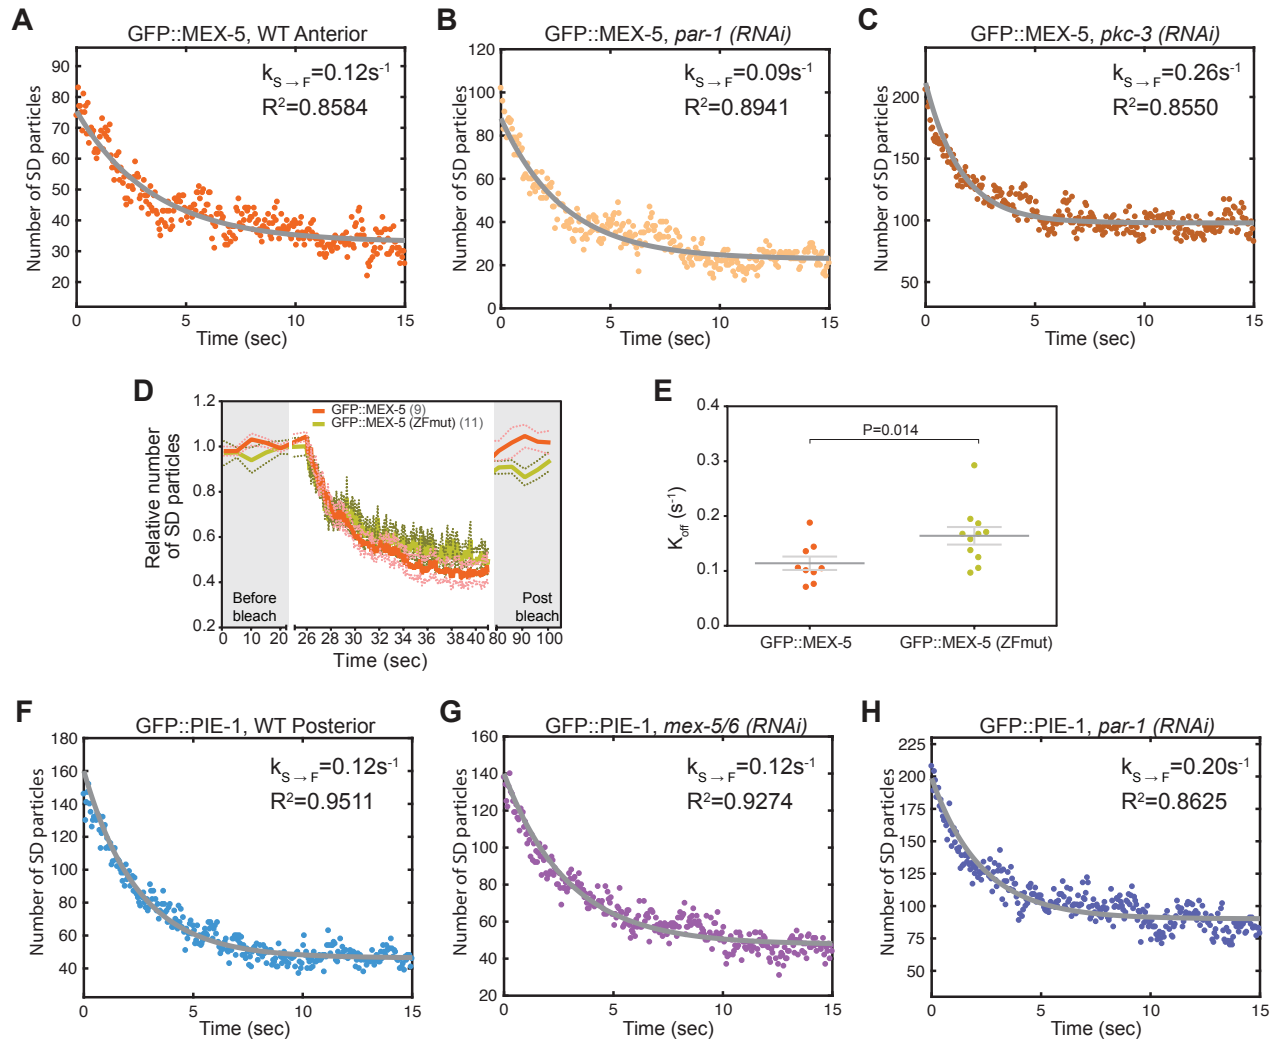 A
GFP::MEX-5, WT Anterior
k S→F =0.12s-1
R2=0.8584
Number of SD particles
90
80
70
60
50
40
30
20
0 5 10 15
Time (sec)
B
GFP::MEX-5, par-1 (RNAi)
k S→F =0.09s-1
R2=0.8941
Number of SD particles
120
100
80
60
40
20
0
0 5 10 15
Time (sec)
C
GFP::MEX-5, pkc-3 (RNAi)
k S→F =0.26s-1
R2=0.8550
Number of SD particles
200
150
100
50
0 5 10 15
Time (sec)
D
GFP::MEX-5 (9)
GFP::MEX-5 (ZFmut) (11)
Relative number
of SD particles
1.2
1.0
0.8
0.6
0.4
0.2
Before
bleach
Post
bleach
0 10 20 26 28 30 32 34 36 38 40 80 90 100
Time (sec)
E
P=0.014
Koff (s-1)
0.4
0.3
0.2
0.1
0.0
GFP::MEX-5
GFP::MEX-5 (ZFmut)
F
GFP::PIE-1, WT Posterior
k S→F =0.12s-1
R2=0.9511
Number of SD particles
180
160
140
120
100
80
60
40
0 5 10 15
Time (sec)
G
GFP::PIE-1, mex-5/6 (RNAi)
k S→F =0.12s-1
R2=0.9274
Number of SD particles
160
140
120
100
80
60
40
20
0 5 10 15
Time (sec)
H
GFP::PIE-1, par-1 (RNAi)
k S→F =0.20s-1
R2=0.8625
Number of SD particles
225
200
175
150
125
100
75
50
0 5 10 15
Time (sec)